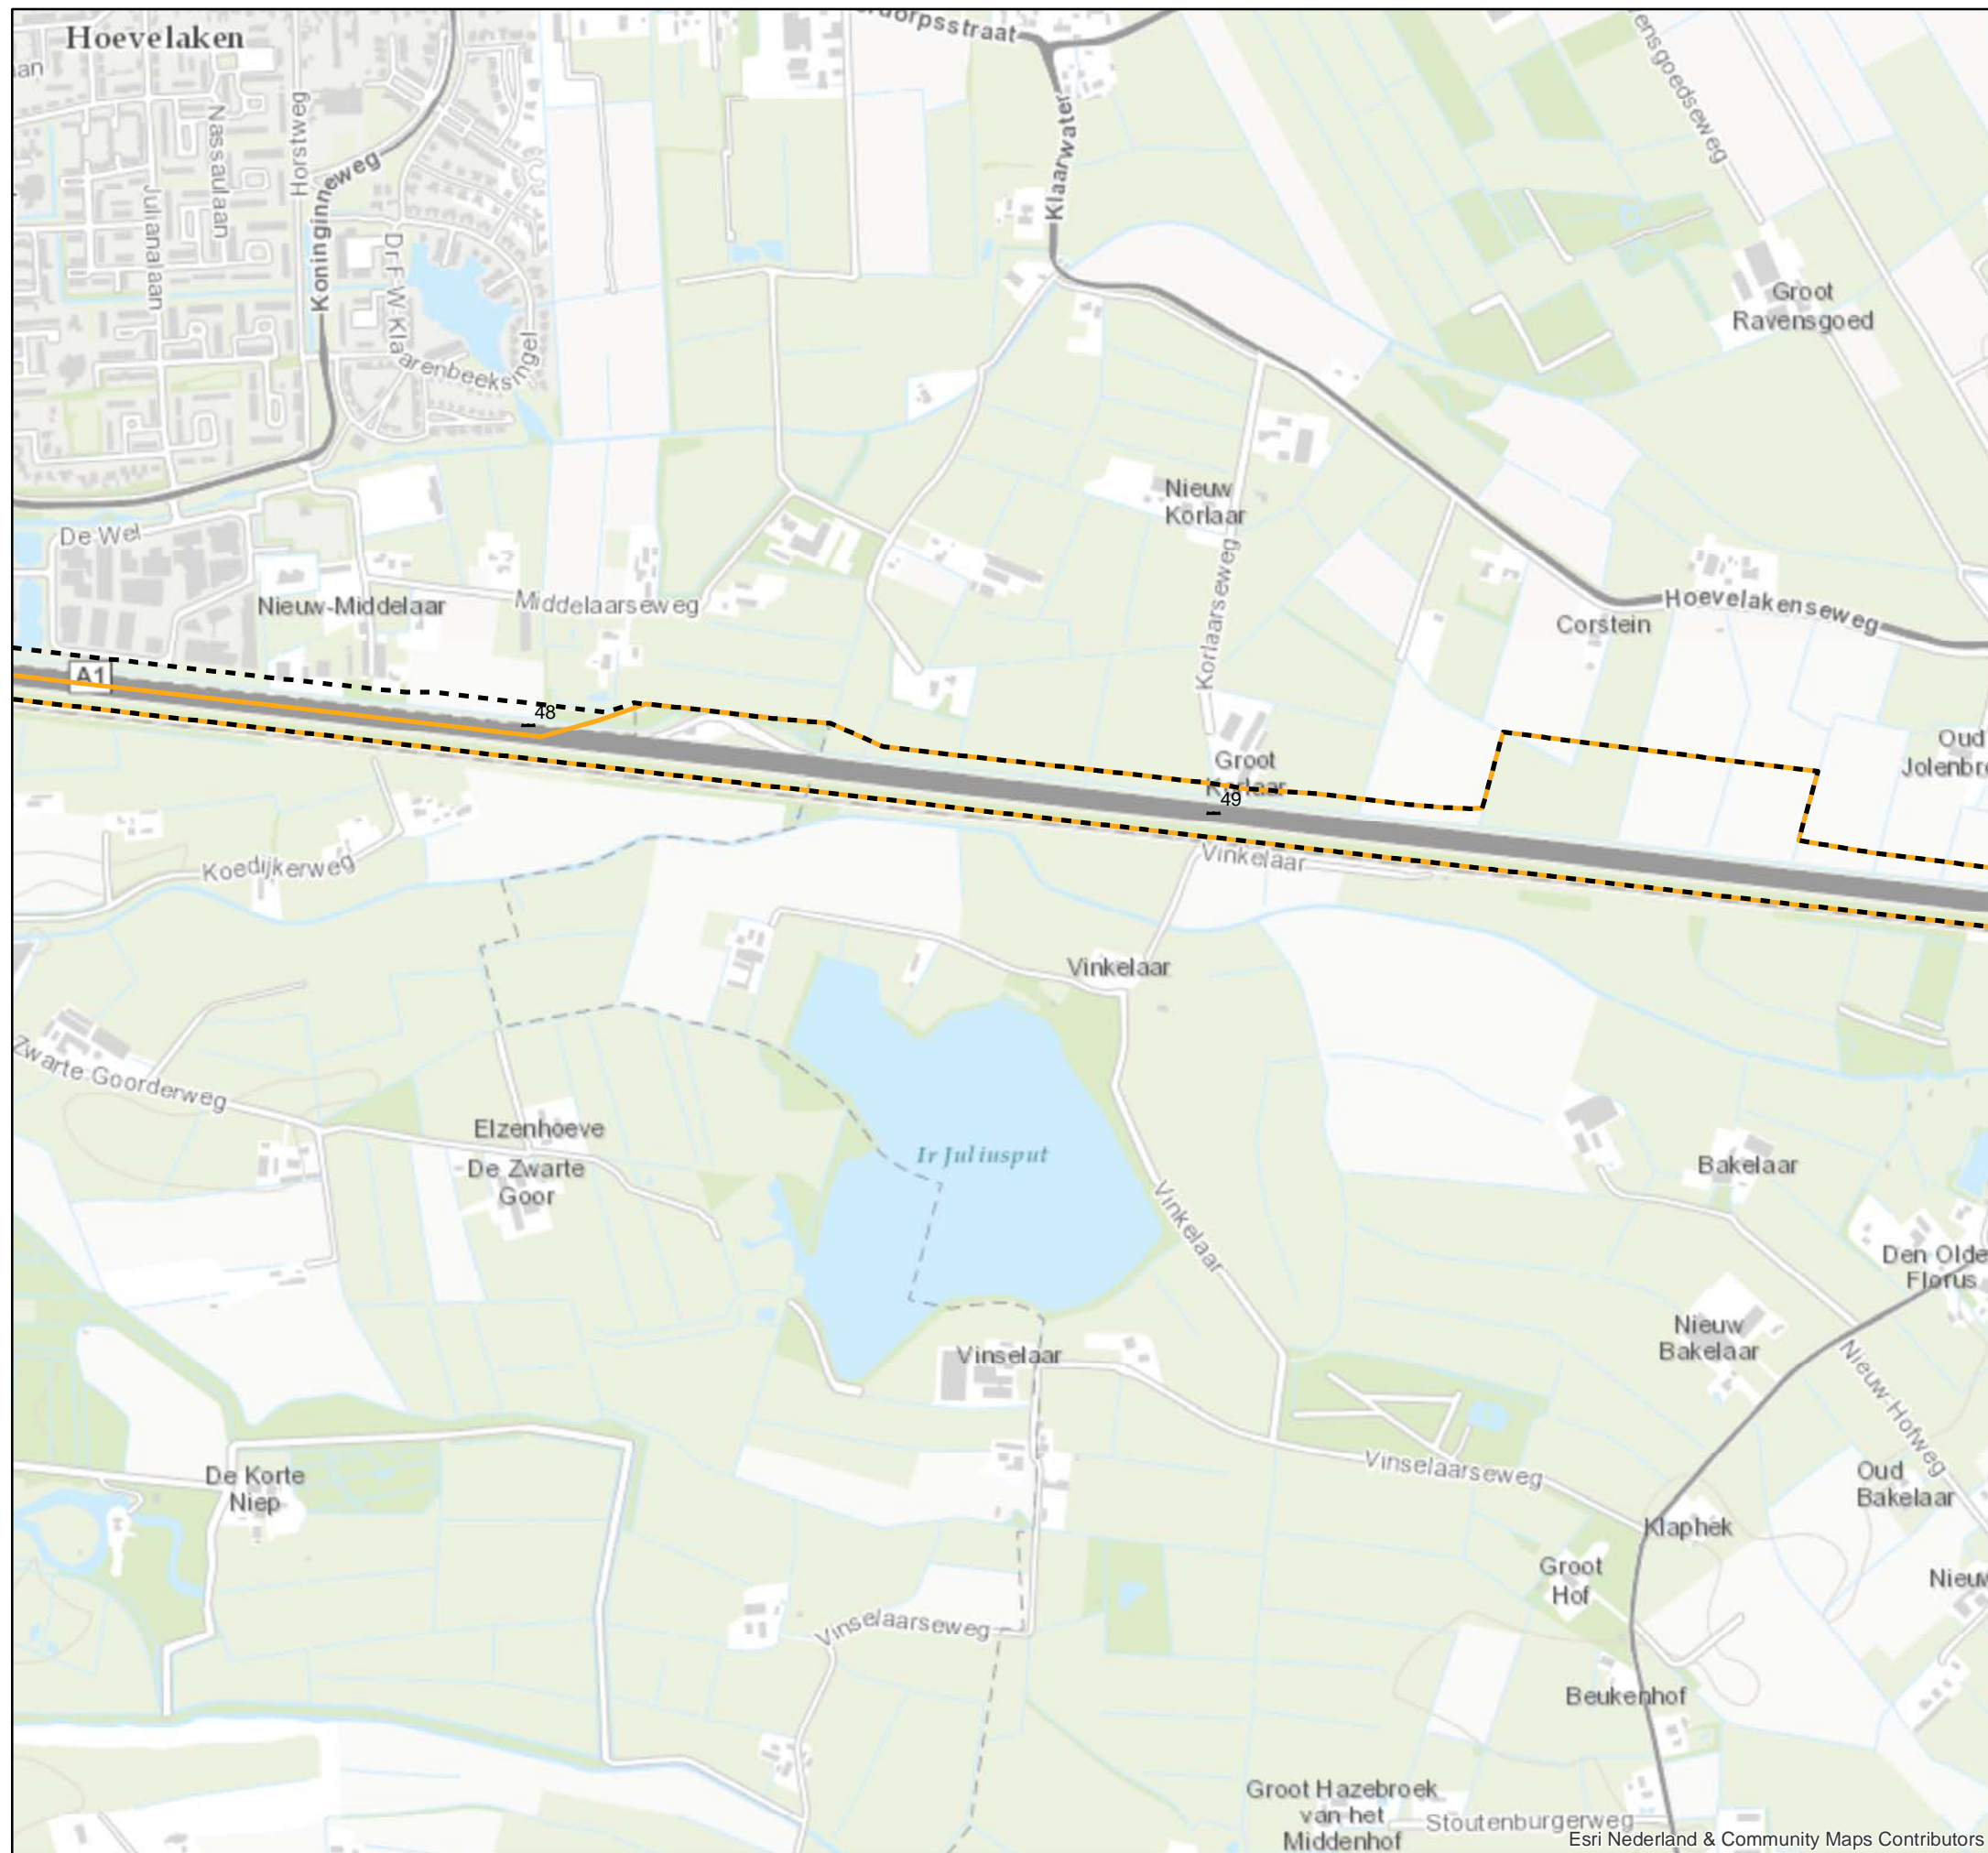 Hoevelaken
Nassaulaan
Horstweg
Julianalaan
Koninginneweg
Dr.F.W.Kla
arenbeeksingel
Klaarwater
Groot
Ravensgoed
De Wel
Nieuw-Middelaar
Middelaarseweg
Nieuw
Korlaar
Korlaarseweg
Corstein
Hoevelakenseweg
A1
48
Groot
Korlaar
49
Oud
Koedijkerweg
Vinkelaar
Vinkelaar
Zwarte Goorderweg
Elzenhoeve
De Zwarte
Goor
Ir Juliusput
Vinkelaar
Bakelaar
Den Olde
Florus
Nieuw
Bakelaar
Vinselaar
Nieuw-Hofweg
Vinselaarseweg
De Korte
Niep
Oud
Bakelaar
Klaphek
Groot
Hof
Vinselaarseweg
Beukenhof
Groot Hazebroek
van het
Middenhof
Stoutenburgerweg
Esri Nederland & Community Maps Contributors